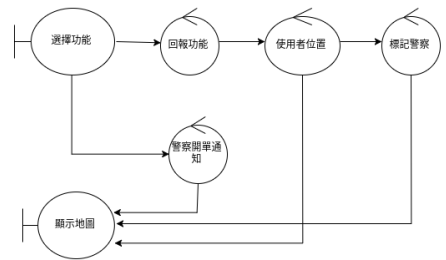 選擇功能
回報功能
使用者位置
標記警察
警察開單通
知
顯示地圖